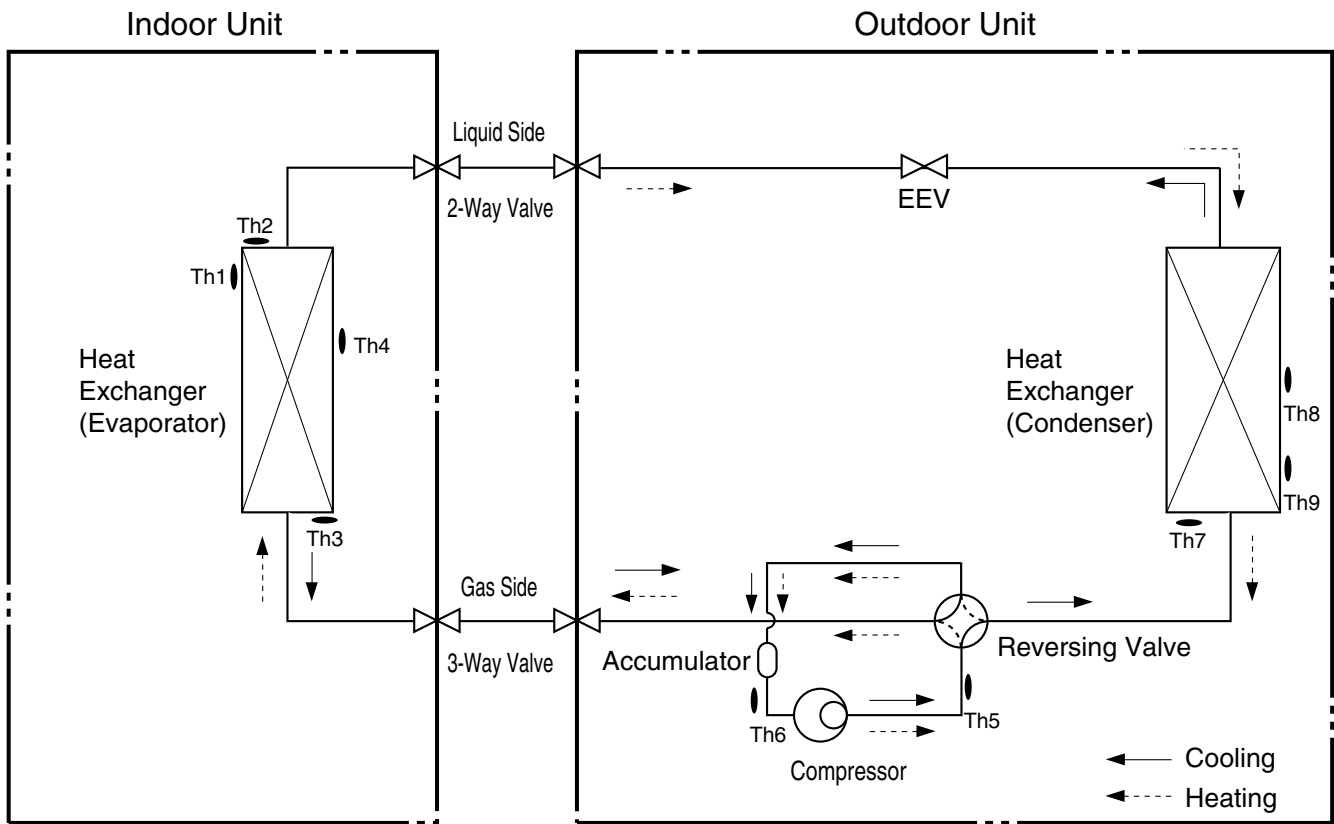 Indoor Unit
Outdoor Unit
Liquid Side
2-Way Valve
EEV
Th2
Th1
Th4
Heat
Exchanger
(Evaporator)
Heat
Exchanger
(Condenser)
Th8
Th9
Th3
Th7
Gas Side
3-Way Valve
Accumulator
Reversing Valve
Th6
Th5
Compressor
Cooling
Heating